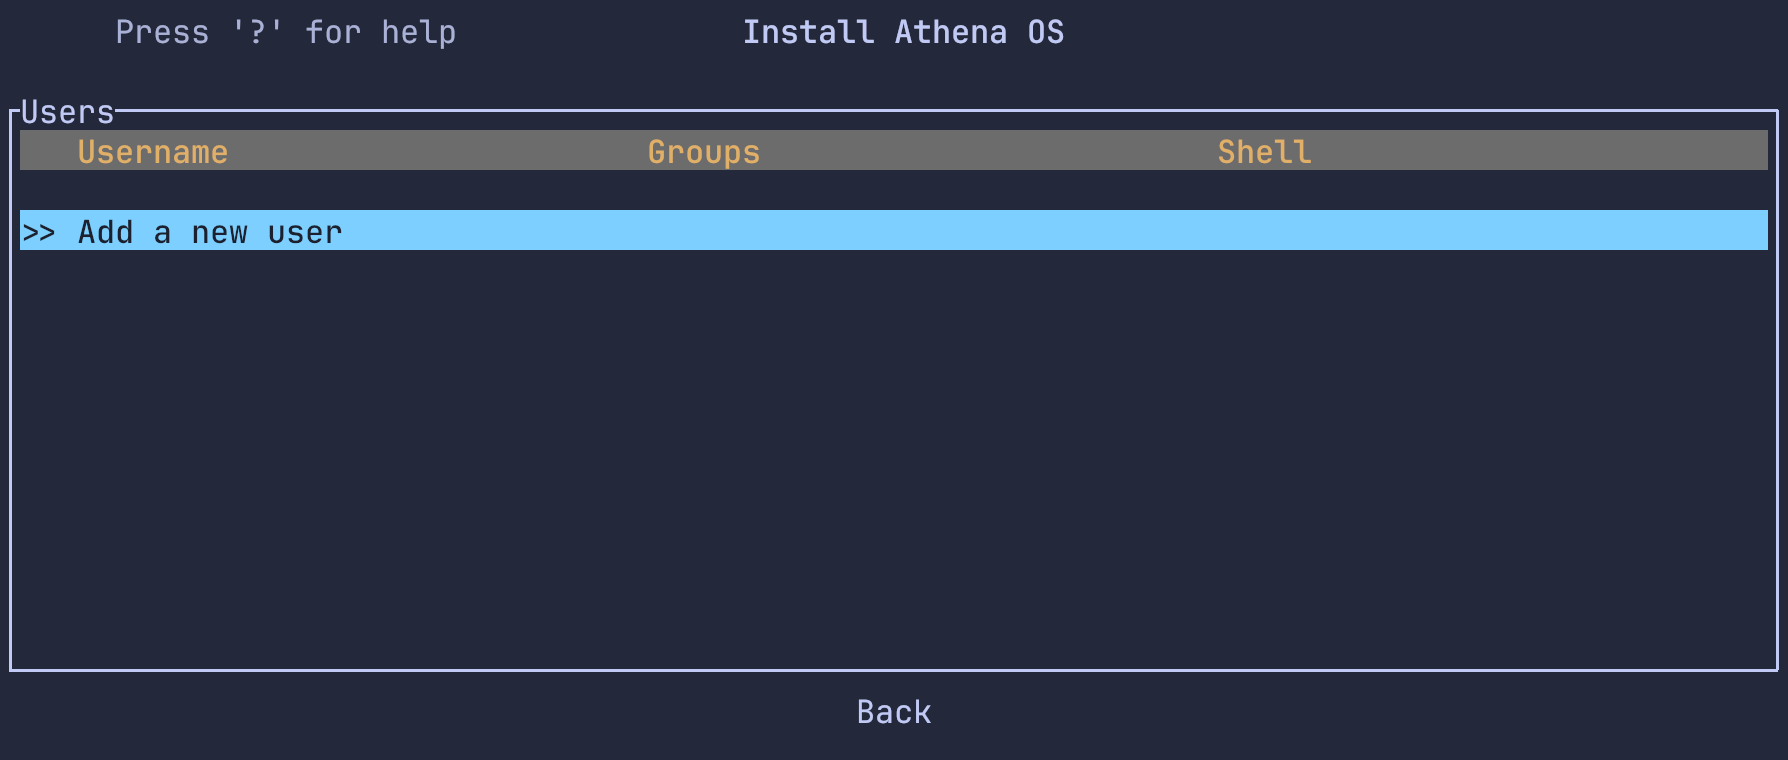 Press '?' for help Install Athena OS
Users
Username Groups Shell
>> Add a new user
Back